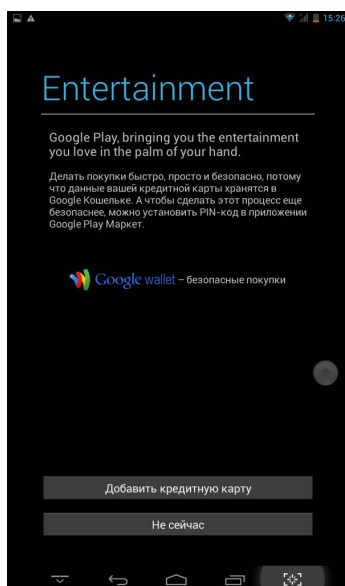 15:26
Entertainment
Google Play, bringing you the entertainment
you love in the palm of your hand.
Делать покупки быстро, просто и безопасно, потому
что данные вашей кредитной карты хранятся в
Google Кошельке. А чтобы сделать этот процесс еще
безопаснее, можно установить PIN-код в приложении
Google Play Маркет.
Google wallet – безопасные покупки
Добавить кредитную карту
Не сейчас